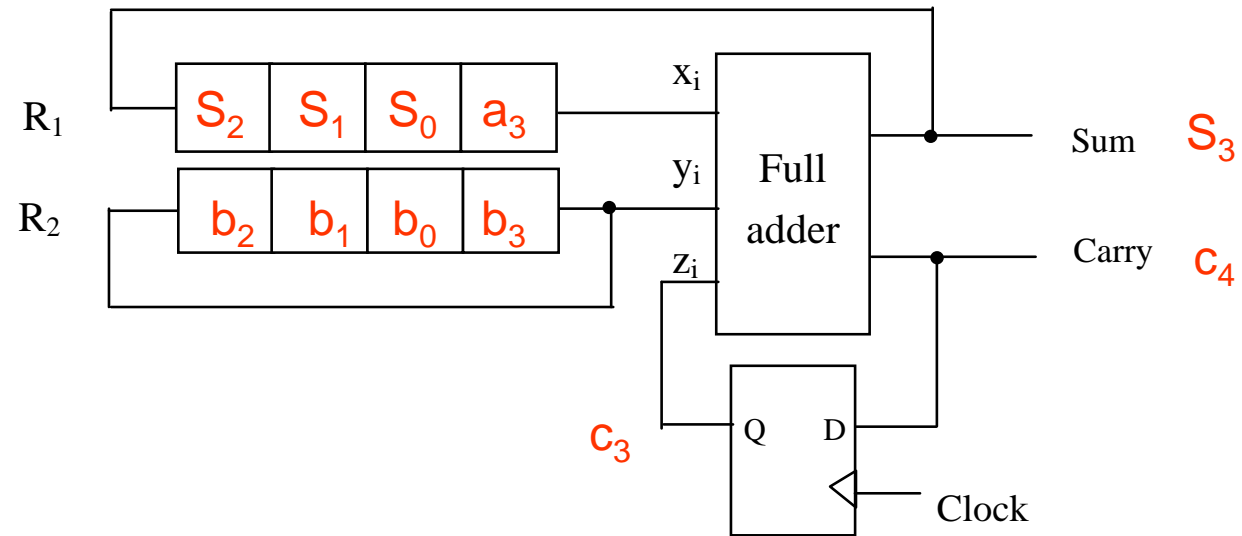 R₁ S₂ S₁ S₀ a₃ xᵢ
Sum S₃
R₂ b₂ b₁ b₀ b₃ yᵢ
Full
adder
zᵢ
Carry c₄
c₃ Q D
Clock